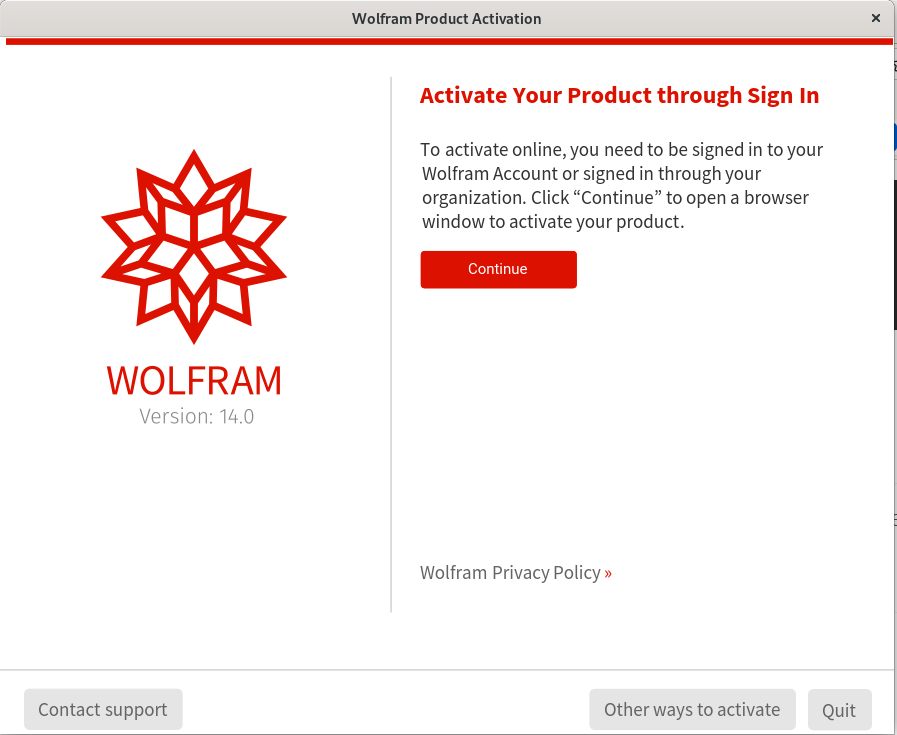 Wolfram Product Activation
Activate Your Product through Sign In
To activate online, you need to be signed in to your
Wolfram Account or signed in through your
organization. Click “Continue” to open a browser
window to activate your product.
Continue
WOLFRAM
Version: 14.0
Wolfram Privacy Policy »
Contact support
Other ways to activate
Quit